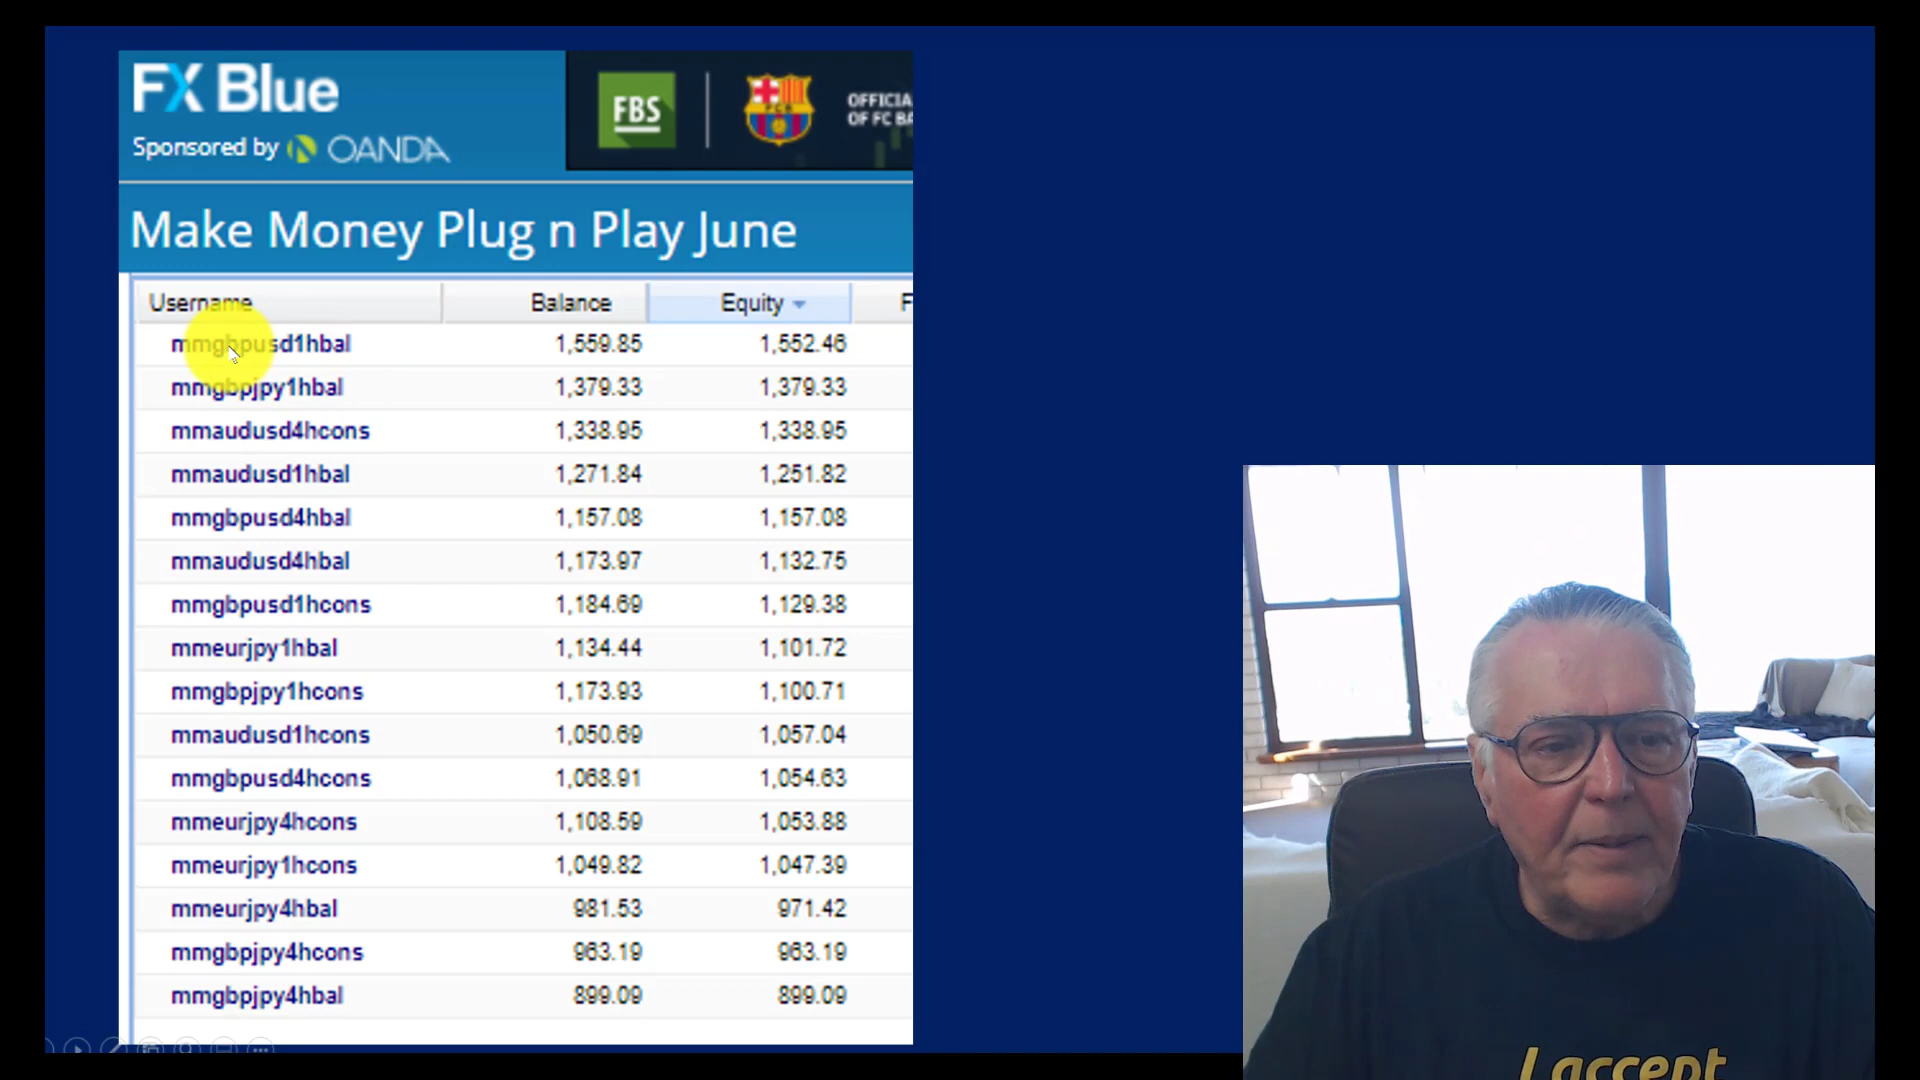 FX Blue
Sponsored by OANDA
FBS
FCB
OFFICIA
OF FC BA
Make Money Plug n Play June
Username Balance Equity F
mmgbpusd1hbal 1,559.85 1,552.46
mmgbpjpy1hbal 1,379.33 1,379.33
mmaudusd4hcons 1,338.95 1,338.95
mmaudusd1hbal 1,271.84 1,251.82
mmgbpusd4hbal 1,157.08 1,157.08
mmaudusd4hbal 1,173.97 1,132.75
mmgbpusd1hcons 1,184.69 1,129.38
mmeurjpy1hbal 1,134.44 1,101.72
mmgbpjpy1hcons 1,173.93 1,100.71
mmaudusd1hcons 1,050.69 1,057.04
mmgbpusd4hcons 1,068.91 1,054.63
mmeurjpy4hcons 1,108.59 1,053.88
mmeurjpy1hcons 1,049.82 1,047.39
mmeurjpy4hbal 981.53 971.42
mmgbpjpy4hcons 963.19 963.19
mmgbpjpy4hbal 899.09 899.09
I accept